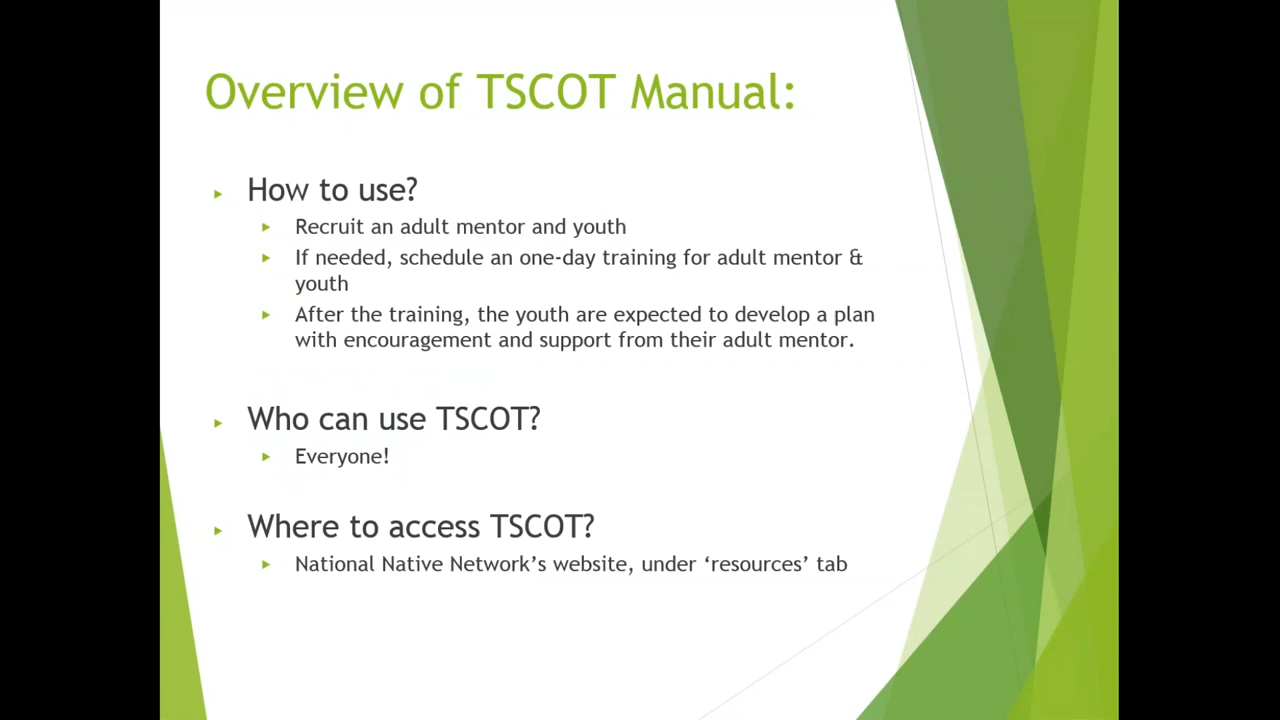 Overview of TSCOT Manual:
How to use?
Recruit an adult mentor and youth
If needed, schedule an one-day training for adult mentor &
youth
After the training, the youth are expected to develop a plan
with encouragement and support from their adult mentor.
Who can use TSCOT?
Everyone!
Where to access TSCOT?
National Native Network’s website, under ‘resources’ tab